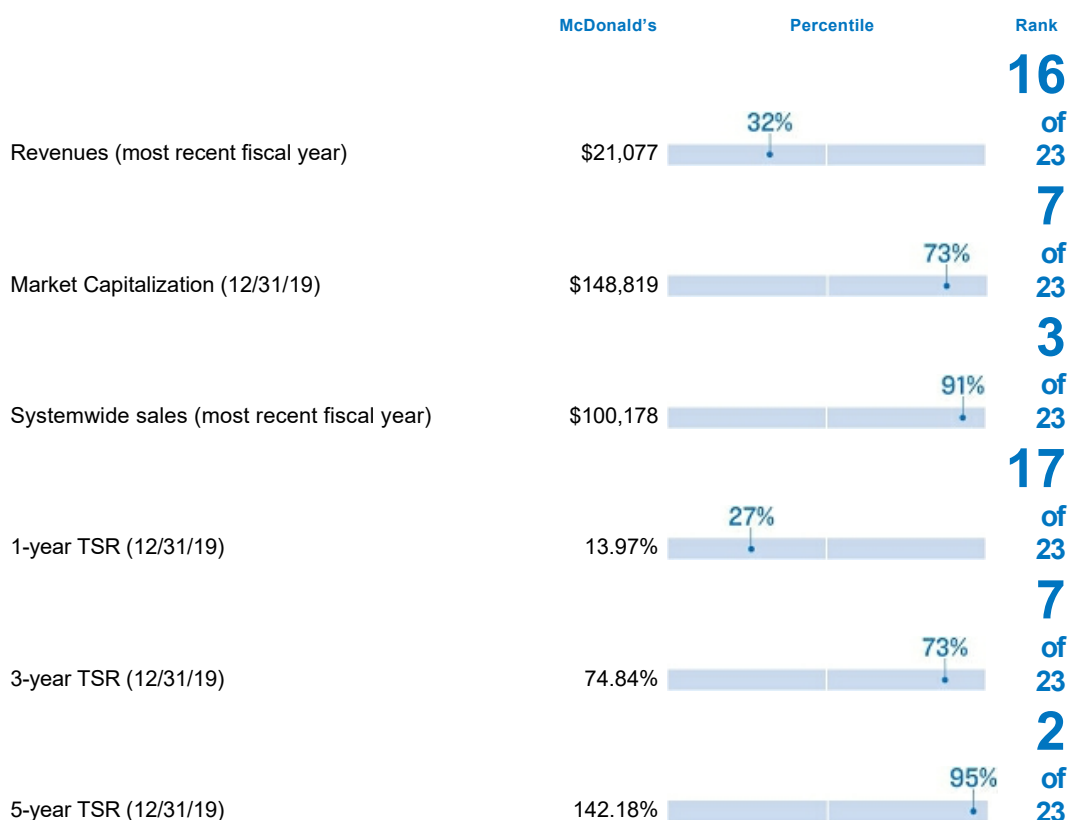 McDonald's Percentile Rank
16
of
32%
Revenues (most recent fiscal year) $21,077 23
7
of
73%
Market Capitalization (12/31/19) $148,819 23
3
of
91%
Systemwide sales (most recent fiscal year) $100,178 23
17
of
27%
1-year TSR (12/31/19) 13.97% 23
7
of
73%
3-year TSR (12/31/19) 74.84% 23
2
of
95%
5-year TSR (12/31/19) 142.18% 23